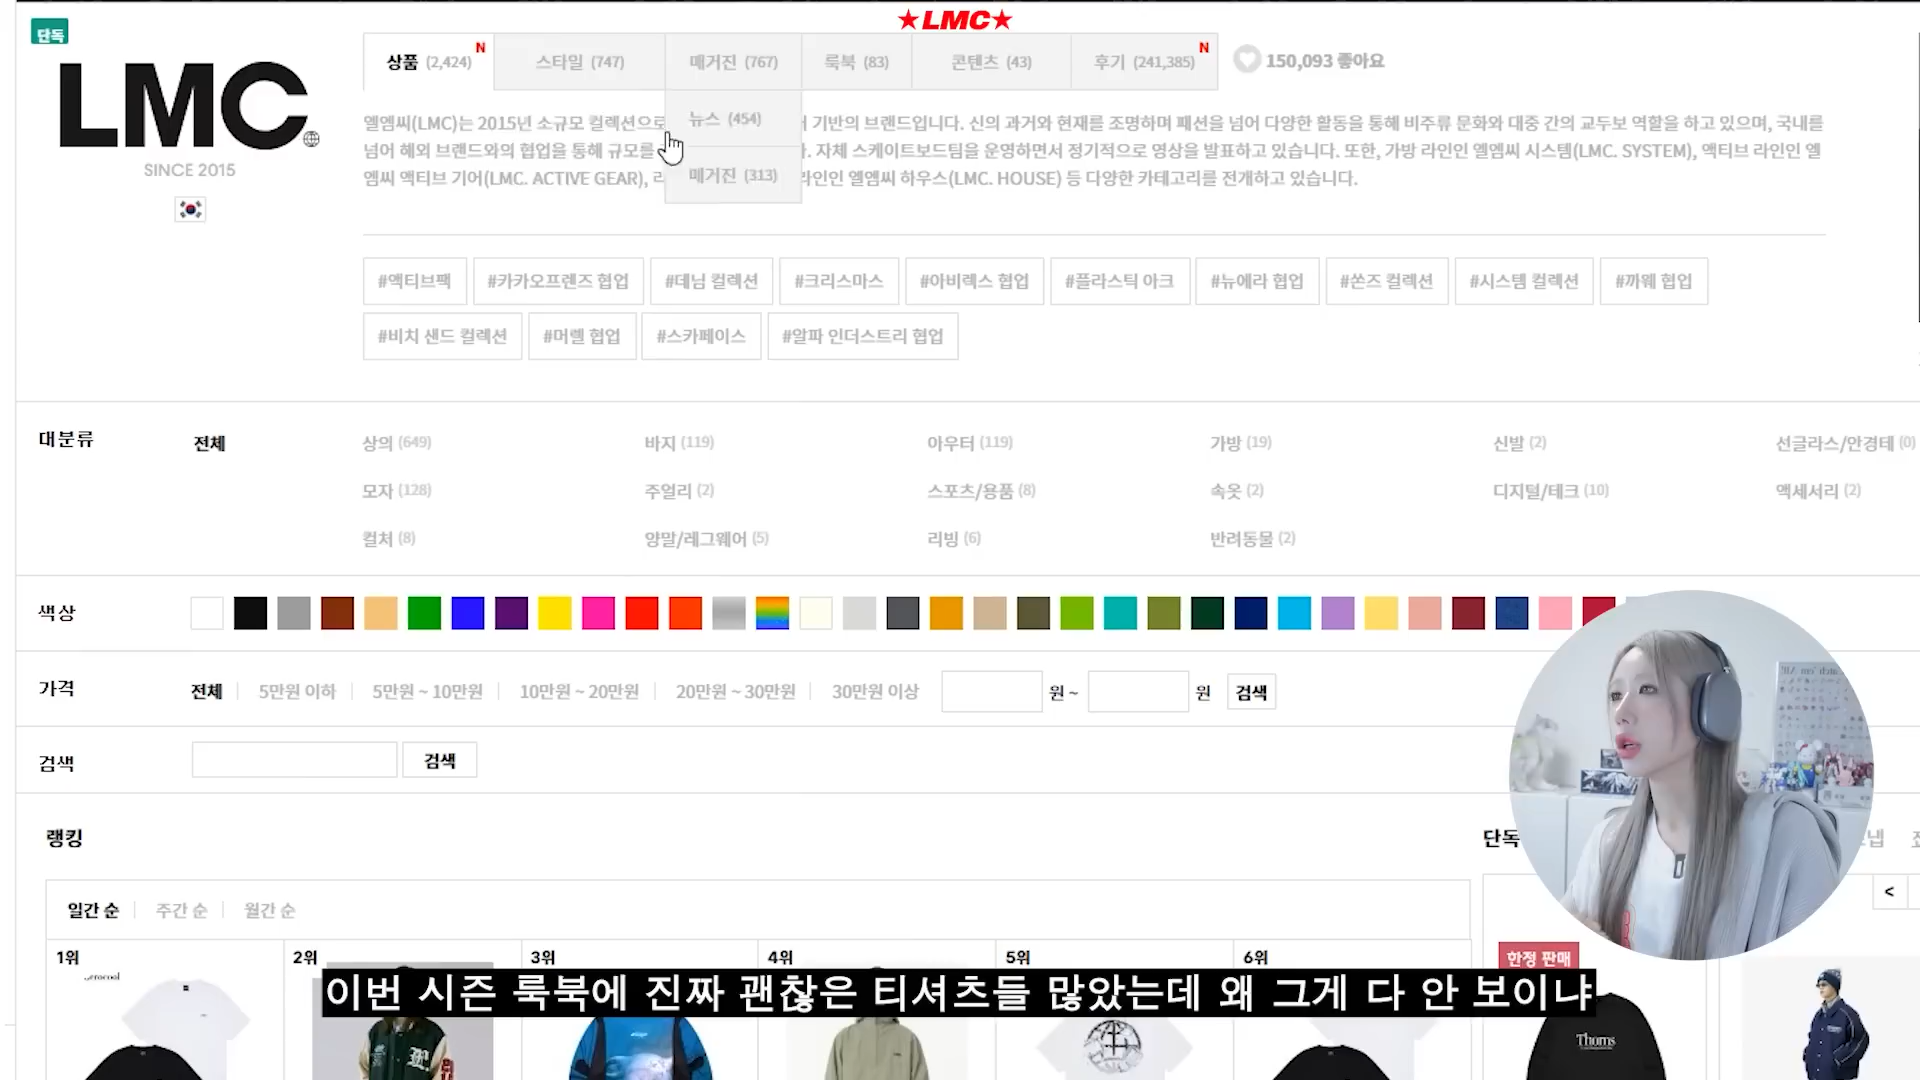 ★LMC★
단독
LMC.
SINCE 2015
상품 (2,424) N
스타일 (747)
매거진 (767)
룩북 (83)
콘텐츠 (43)
후기 (241,385) N
150,093 좋아요
뉴스 (454)
매거진 (313)
엘엠씨(LMC)는 2015년 소규모 컬렉션으로 기반의 브랜드입니다. 신의 과거와 현재를 조명하며 패션을 넘어 다양한 활동을 통해 비주류 문화와 대중 간의 교두보 역할을 하고 있으며, 국내를
넘어 해외 브랜드와의 협업을 통해 규모를 . 자체 스케이트보드팀을 운영하면서 정기적으로 영상을 발표하고 있습니다. 또한, 가방 라인인 엘엠씨 시스템(LMC. SYSTEM), 액티브 라인인 엘
엠씨 액티브 기어(LMC. ACTIVE GEAR), 라인인 엘엠씨 하우스(LMC. HOUSE) 등 다양한 카테고리를 전개하고 있습니다.
#액티브팩 #카카오프렌즈 협업 #데님 컬렉션 #크리스마스 #아비렉스 협업 #플라스틱 아크 #뉴에라 협업 #쏜즈 컬렉션 #시스템 컬렉션 #까웨 협업
#비치 샌드 컬렉션 #머렐 협업 #스카페이스 #알파 인더스트리 협업
대분류 전체 상의 (649) 바지 (119) 아우터 (119) 가방 (19) 신발 (2) 선글라스/안경테 (0)
모자 (128) 주얼리 (2) 스포츠/용품 (8) 속옷 (2) 디지털/테크 (10) 액세서리 (2)
컬처 (8) 양말/레그웨어 (5) 리빙 (6) 반려동물 (2)
색상
가격 전체 5만원 이하 5만원 ~ 10만원 10만원 ~ 20만원 20만원 ~ 30만원 30만원 이상 원 ~ 원 검색
검색 검색
랭킹
단독
일간 순 주간 순 월간 순
<
1위 2위 3위 4위 5위 6위
한정 판매
이번 시즌 룩북에 진짜 괜찮은 티셔츠들 많았는데 왜 그게 다 안 보이냐
Thorns